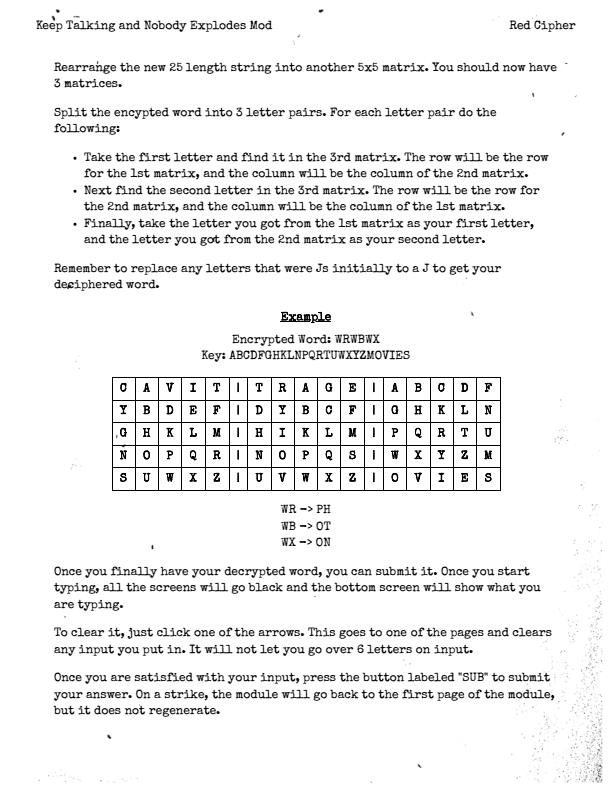 Keep Talking and Nobody Explodes Mod
Red Cipher
Rearrange the new 25 length string into another 5x5 matrix. You should now have
3 matrices.
Split the encypted word into 3 letter pairs. For each letter pair do the
following:
• Take the first letter and find it in the 3rd matrix. The row will be the row
for the 1st matrix, and the column will be the column of the 2nd matrix.
• Next find the second letter in the 3rd matrix. The row will be the row for
the 2nd matrix, and the column will be the column of the 1st matrix.
• Finally, take the letter you got from the 1st matrix as your first letter,
and the letter you got from the 2nd matrix as your second letter.
Remember to replace any letters that were Js initially to a J to get your
deciphered word.
Example
Encrypted Word: WRWBWX
Key: ABCDFGHKLNPQRTUWXYZMOVIES
C A V I T | T R A G E | A B C D F
Y B D E F | D Y B C F | G H K L N
G H K L M | H I K L M | P Q R T U
N O P Q R | N O P Q S | W X Y Z M
S U W X Z | U V W X Z | O V I E S
WR -> PH
WB -> OT
WX -> ON
Once you finally have your decrypted word, you can submit it. Once you start
typing, all the screens will go black and the bottom screen will show what you
are typing.
To clear it, just click one of the arrows. This goes to one of the pages and clears
any input you put in. It will not let you go over 6 letters on input.
Once you are satisfied with your input, press the button labeled "SUB" to submit
your answer. On a strike, the module will go back to the first page of the module,
but it does not regenerate.